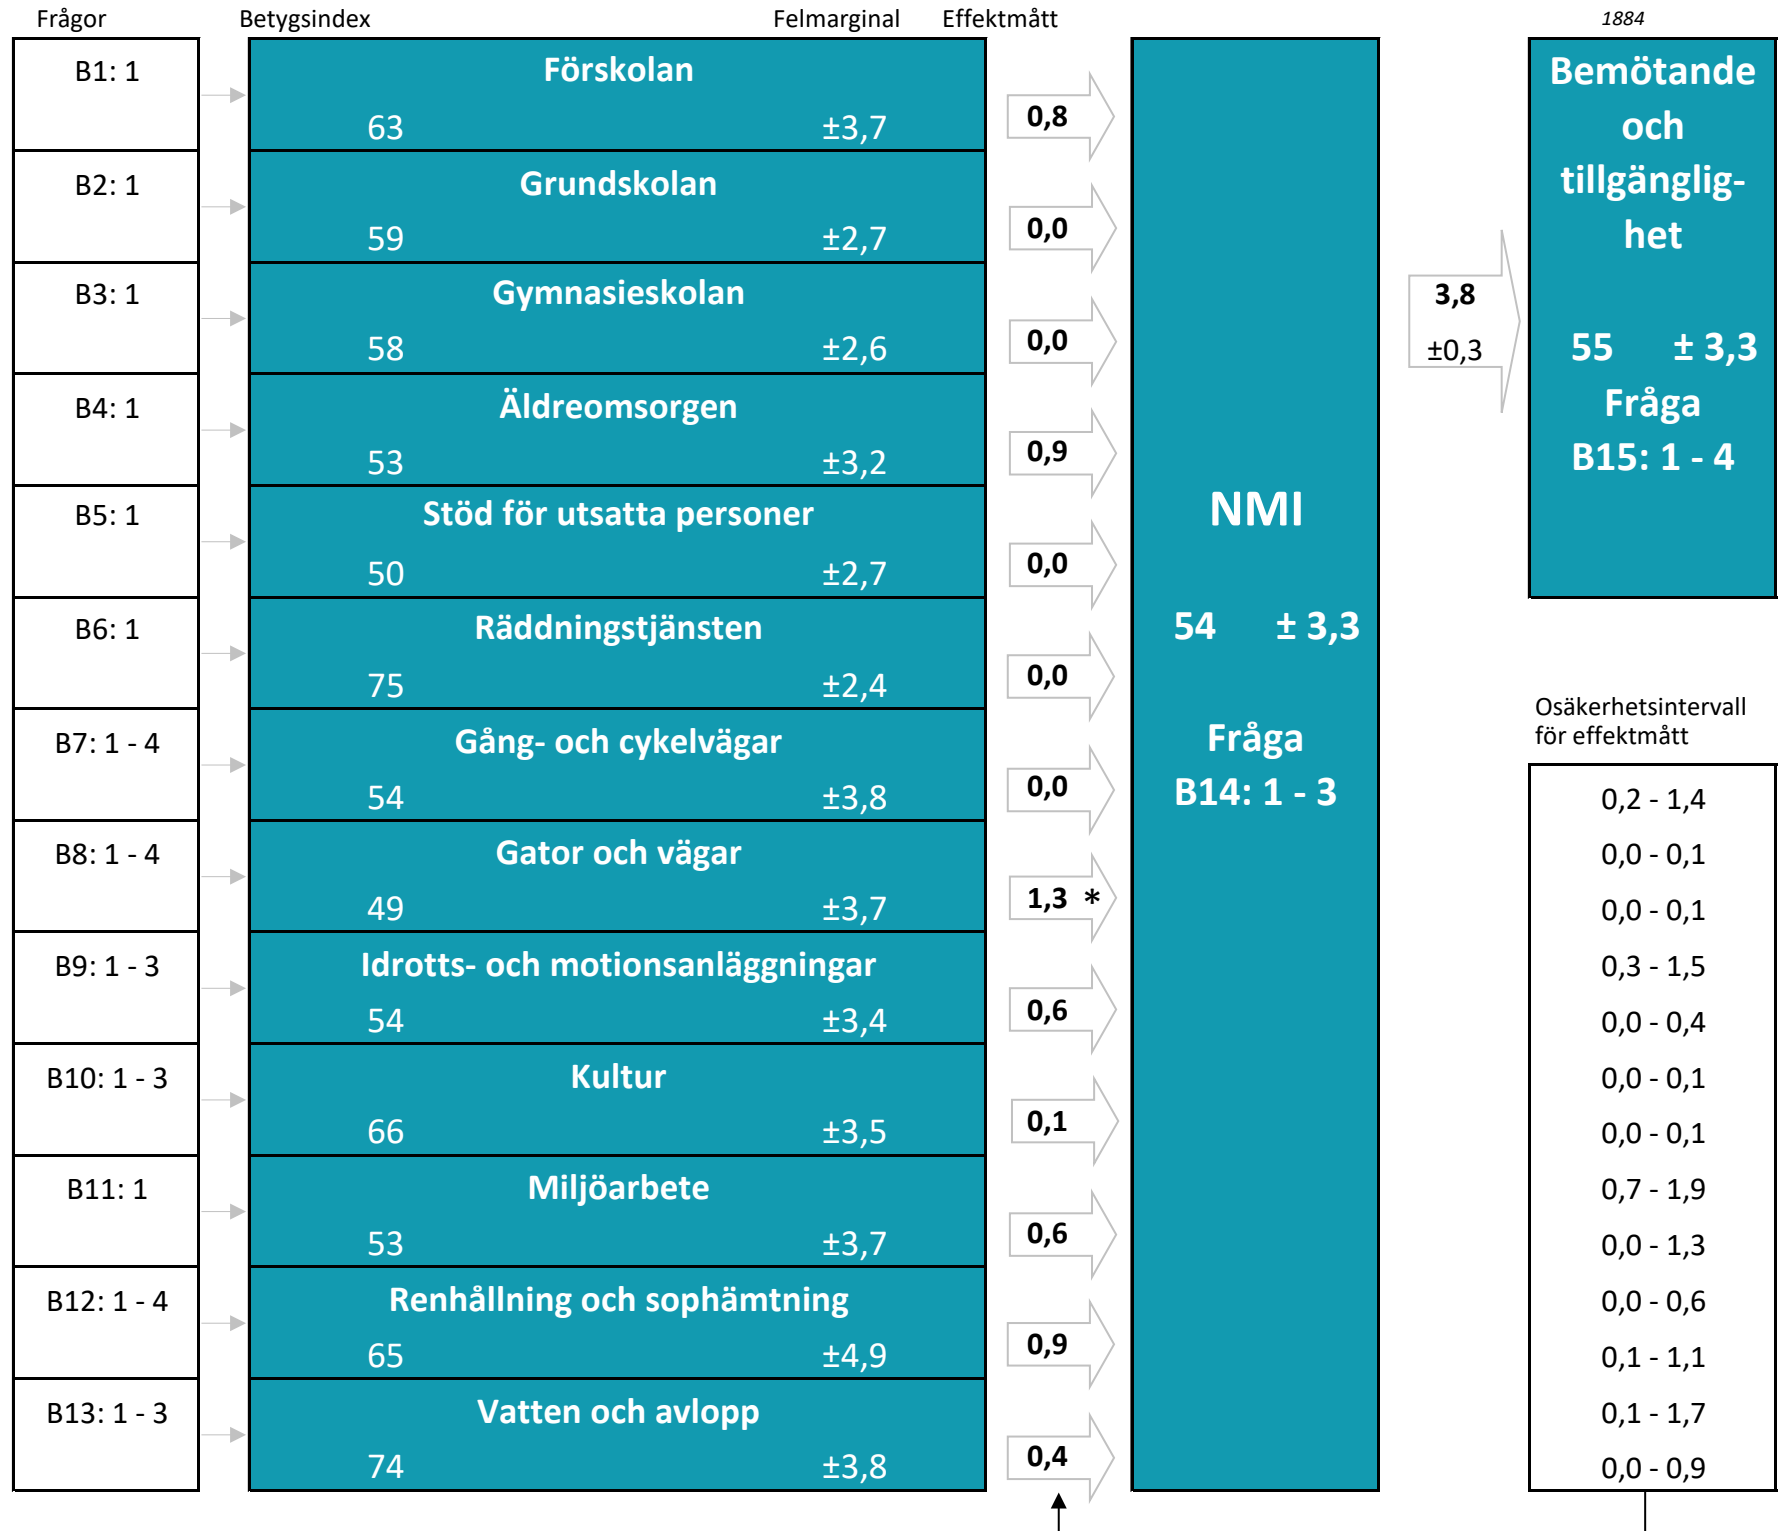 Frågor Betygsindex Felmarginal Effektmått 1884
B1: 1 Förskolan
63 ±3,7 0,8
B2: 1 Grundskolan
59 ±2,7 0,0
B3: 1 Gymnasieskolan
58 ±2,6 0,0
B4: 1 Äldreomsorgen
53 ±3,2 0,9
B5: 1 Stöd för utsatta personer
50 ±2,7 0,0
B6: 1 Räddningstjänsten
75 ±2,4 0,0
B7: 1 - 4 Gång- och cykelvägar
54 ±3,8 0,0
B8: 1 - 4 Gator och vägar
49 ±3,7 1,3 *
B9: 1 - 3 Idrotts- och motionsanläggningar
54 ±3,4 0,6
B10: 1 - 3 Kultur
66 ±3,5 0,1
B11: 1 Miljöarbete
53 ±3,7 0,6
B12: 1 - 4 Renhållning och sophämtning
65 ±4,9 0,9
B13: 1 - 3 Vatten och avlopp
74 ±3,8 0,4
NMI
54 ± 3,3
Fråga
B14: 1 - 3
3,8
±0,3
Bemötande
och
tillgänglig-
het
55 ± 3,3
Fråga
B15: 1 - 4
Osäkerhetsintervall
för effektmått
0,2 - 1,4
0,0 - 0,1
0,0 - 0,1
0,3 - 1,5
0,0 - 0,4
0,0 - 0,1
0,0 - 0,1
0,7 - 1,9
0,0 - 1,3
0,0 - 0,6
0,1 - 1,1
0,1 - 1,7
0,0 - 0,9